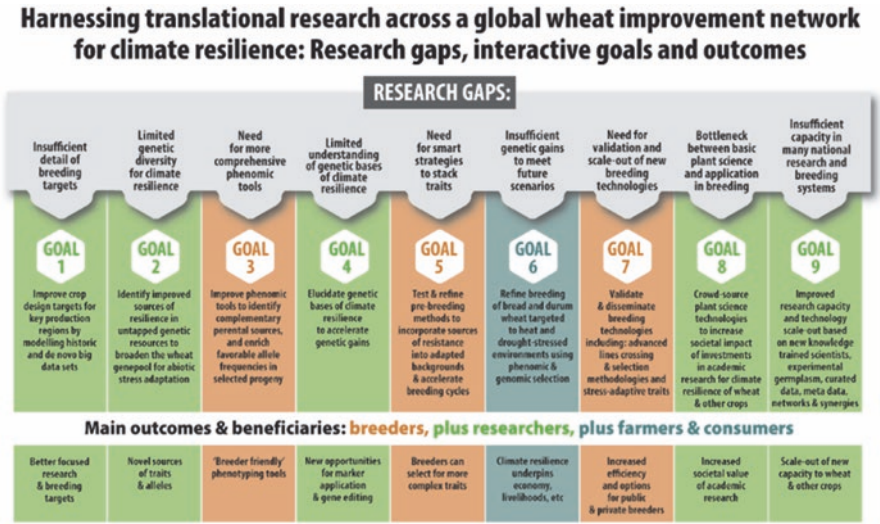 Harnessing translational research across a global wheat improvement network
for climate resilience: Research gaps, interactive goals and outcomes
RESEARCH GAPS:
Insufficient
detail of
breeding
targets
Limited
genetic
diversity
for climate
resilience
Need
for more
comprehensive
phenomic
tools
Limited
understanding
of genetic bases
of climate
resilience
Need
for smart
strategies
to stack
traits
Insufficient
genetic gains
to meet
future
scenarios
Need for
validation and
scale-out of new
breeding
technologies
Bottleneck
between basic
plant science
and application
in breeding
Insufficient
capacity in
many national
research and
breeding
systems
GOAL
1
Improve crop
design targets for
key production
regions by
modelling historic
and de novo big
data sets
GOAL
2
Identify improved
sources of
resilience in
untapped genetic
resources to
broaden the wheat
genepool for abiotic
stress adaptation
GOAL
3
Improve phenomic
tools to identify
complementary
perental sources,
and enrich
favorable allele
frequencies in
selected progeny
GOAL
4
Elucidate genetic
bases of climate
resilience
to accelerate
genetic gains
GOAL
5
Test & refine
pre-breeding
methods to
incorporate sources
of resistance
into adapted
backgrounds
& accelerate
breeding cycles
GOAL
6
Refine breeding
of bread and durum
wheat targeted
to heat and
drought-stressed
environments using
phenomic &
genomic selection
GOAL
7
Validate
& disseminate
breeding
technologies
including: advanced
lines crossing
& selection
methodologies and
stress-adaptive traits
GOAL
8
Crowd-source
plant science
technologies
to increase
societal impact
of investments
in academic
research for climate
resilience of wheat
& other crops
GOAL
9
Improved
research capacity
and technology
scale-out based
on new knowledge
trained scientists,
experimental
germplasm, curated
data, meta data,
networks & synergies
Main outcomes & beneficiaries: breeders, plus researchers, plus farmers & consumers
Better focused
research
& breeding
targets
Novel sources
of traits
& alleles
'Breeder friendly'
phenotyping tools
New opportunities
for marker
application
& gene editing
Breeders can
select for more
complex traits
Climate resilience
underpins
economy,
livelihoods, etc
Increased
efficiency
and options
for public
& private breeders
Increased
societal value
of academic
research
Scale-out of new
capacity to wheat
& other crops